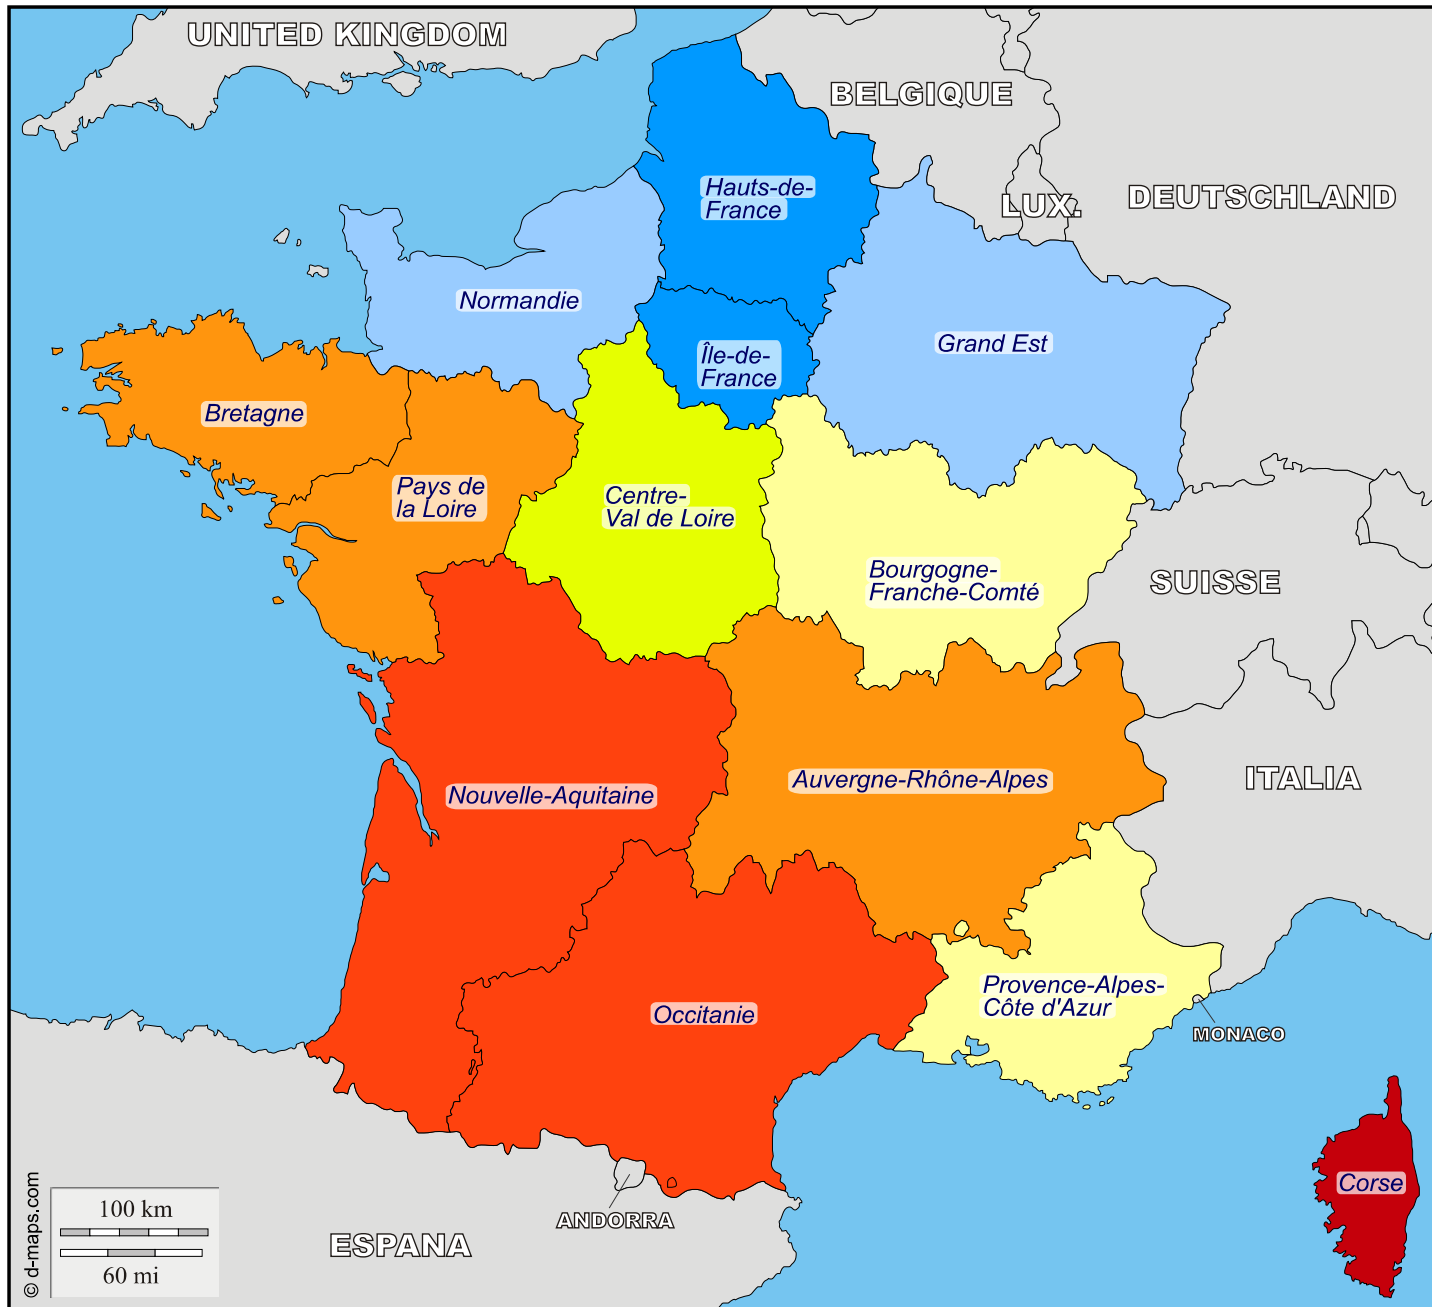 UNITED KINGDOM
BELGIQUE
Hauts-de-
France
LUX.
DEUTSCHLAND
Normandie
Grand Est
Île-de-
France
Bretagne
Pays de
la Loire
Centre-
Val de Loire
Bourgogne-
Franche-Comté
SUISSE
Nouvelle-Aquitaine
Auvergne-Rhône-Alpes
ITALIA
Occitanie
Provence-Alpes-
Côte d'Azur
MONACO
Corse
ANDORRA
ESPANA
100 km
60 mi
© d-maps.com